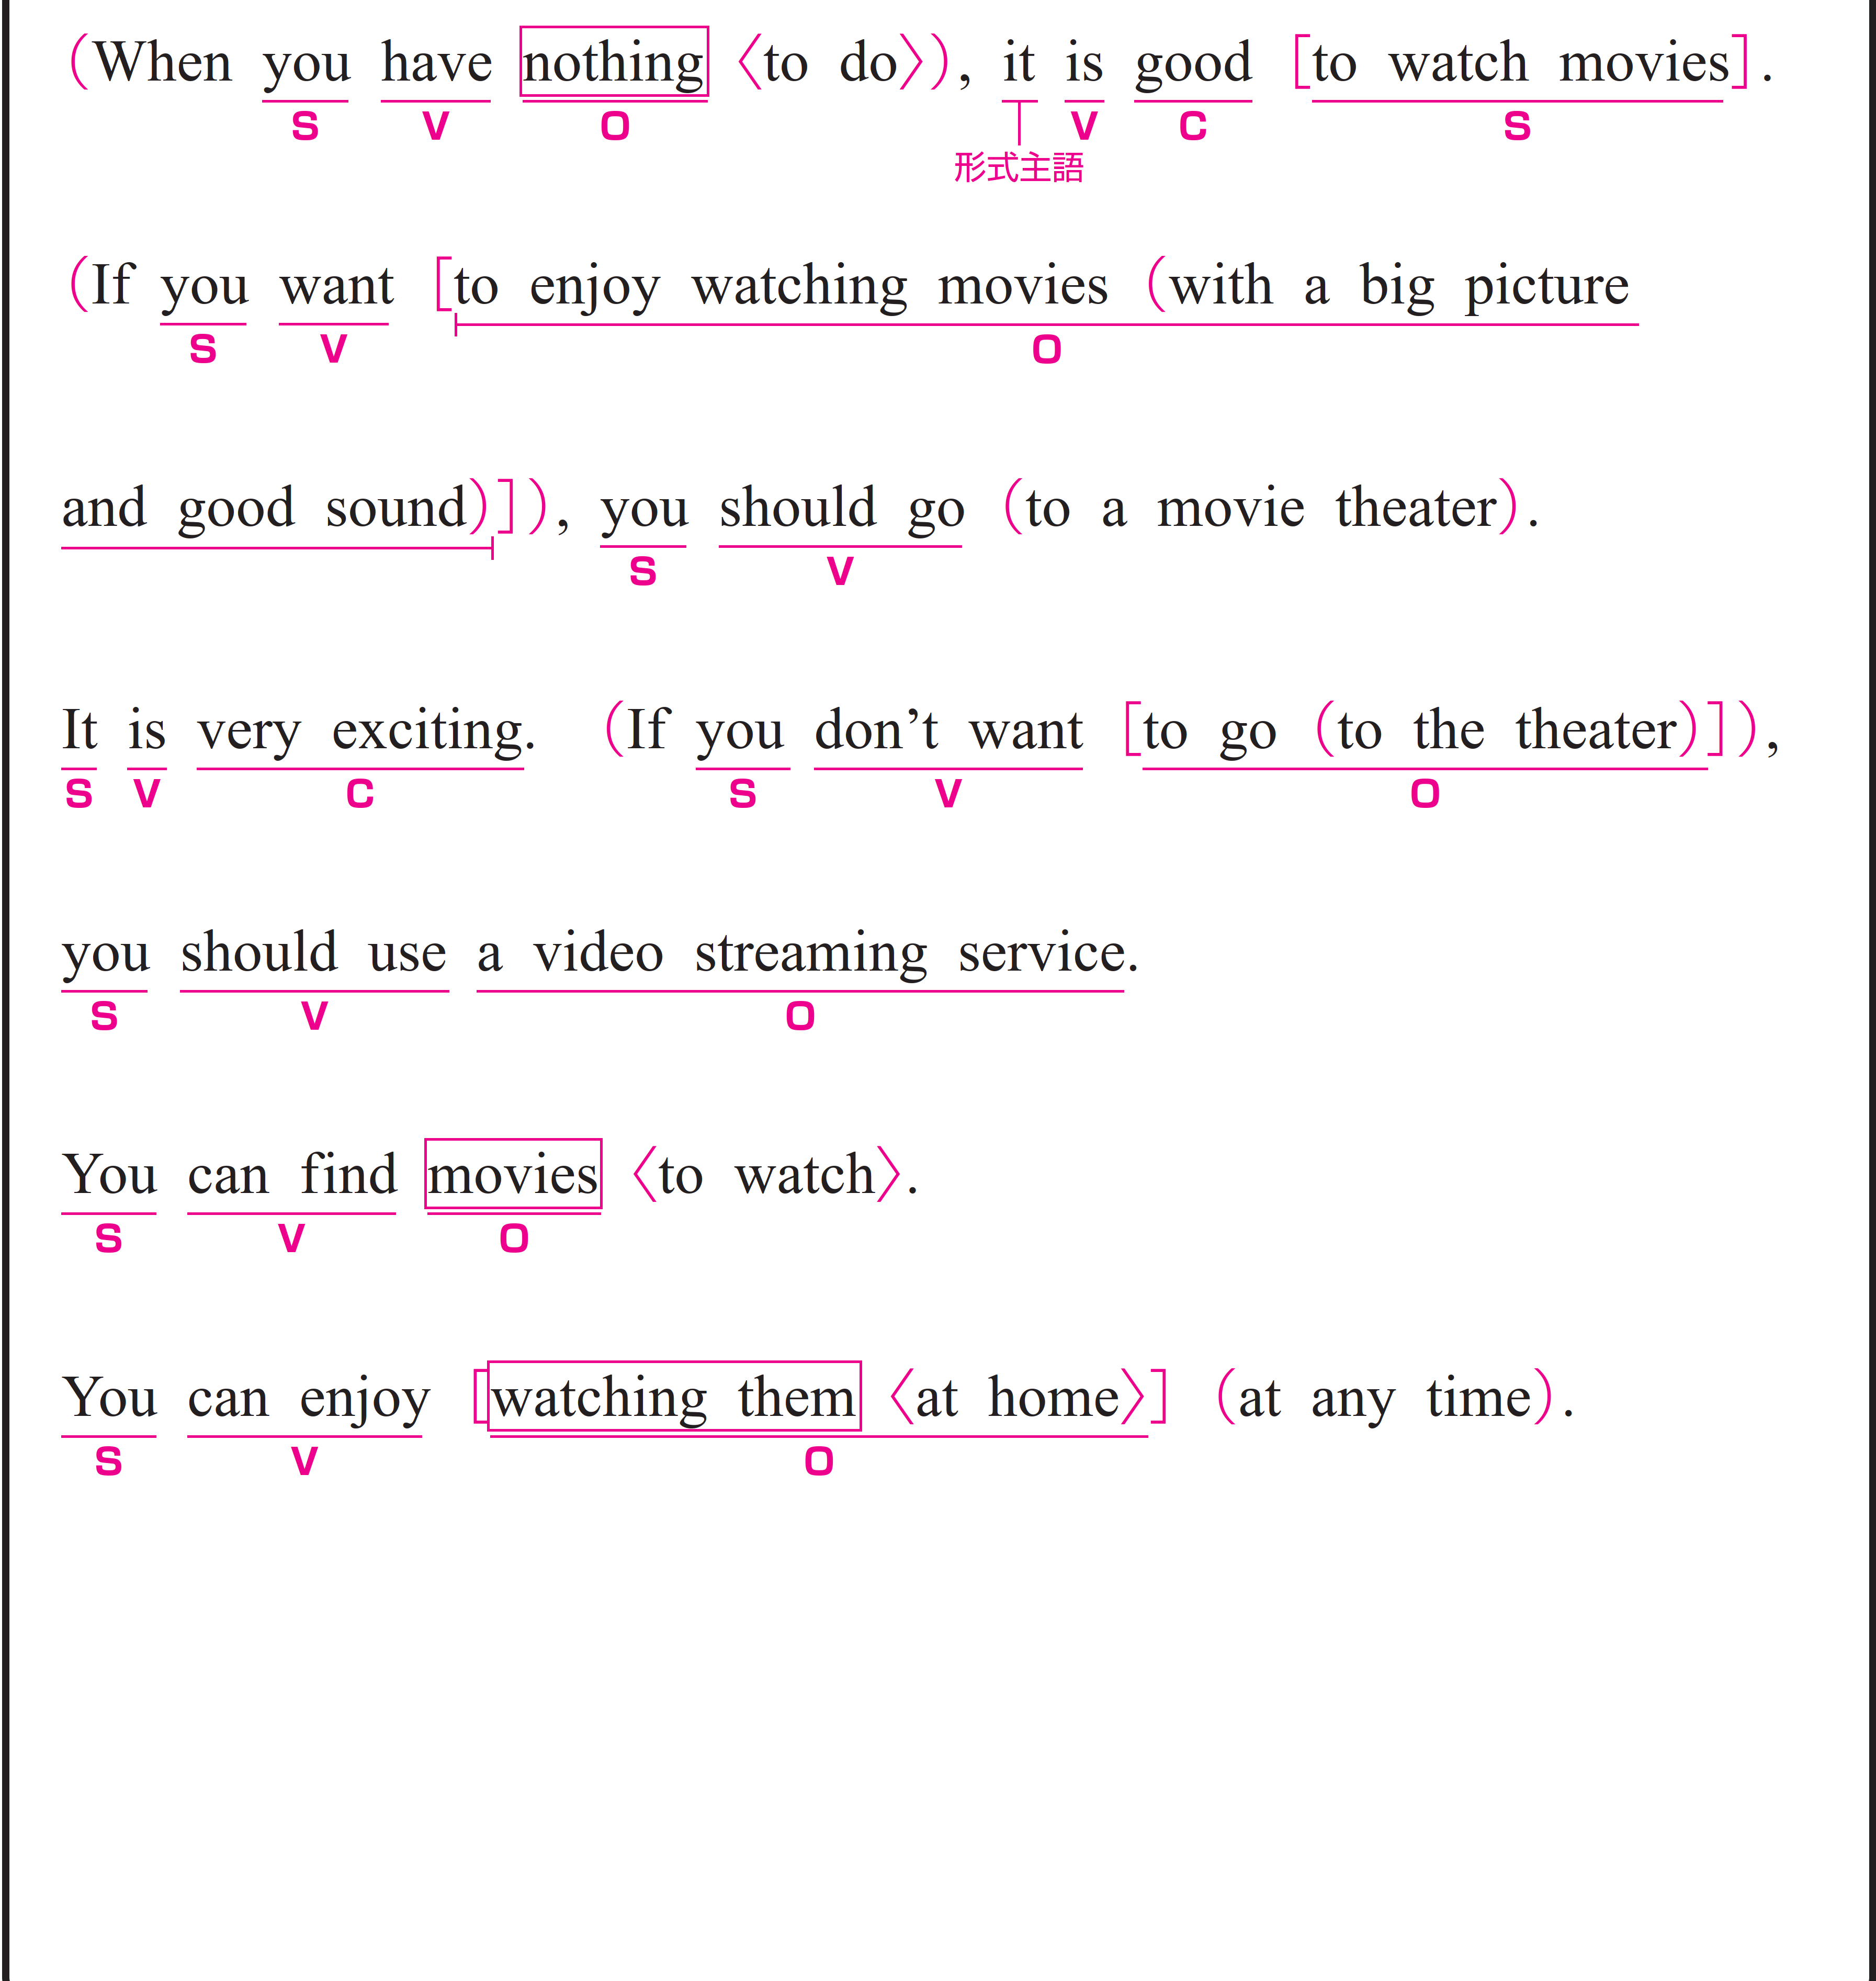 (When you have nothing 〈to do〉), it is good [to watch movies].
S V O V C S
形式主語
(If you want [to enjoy watching movies (with a big picture
S V O
and good sound)]), you should go (to a movie theater).
S V
It is very exciting. (If you don’t want [to go (to the theater)]),
S V C S V O
you should use a video streaming service.
S V O
You can find movies 〈to watch〉.
S V O
You can enjoy [watching them 〈at home〉] (at any time).
S V O